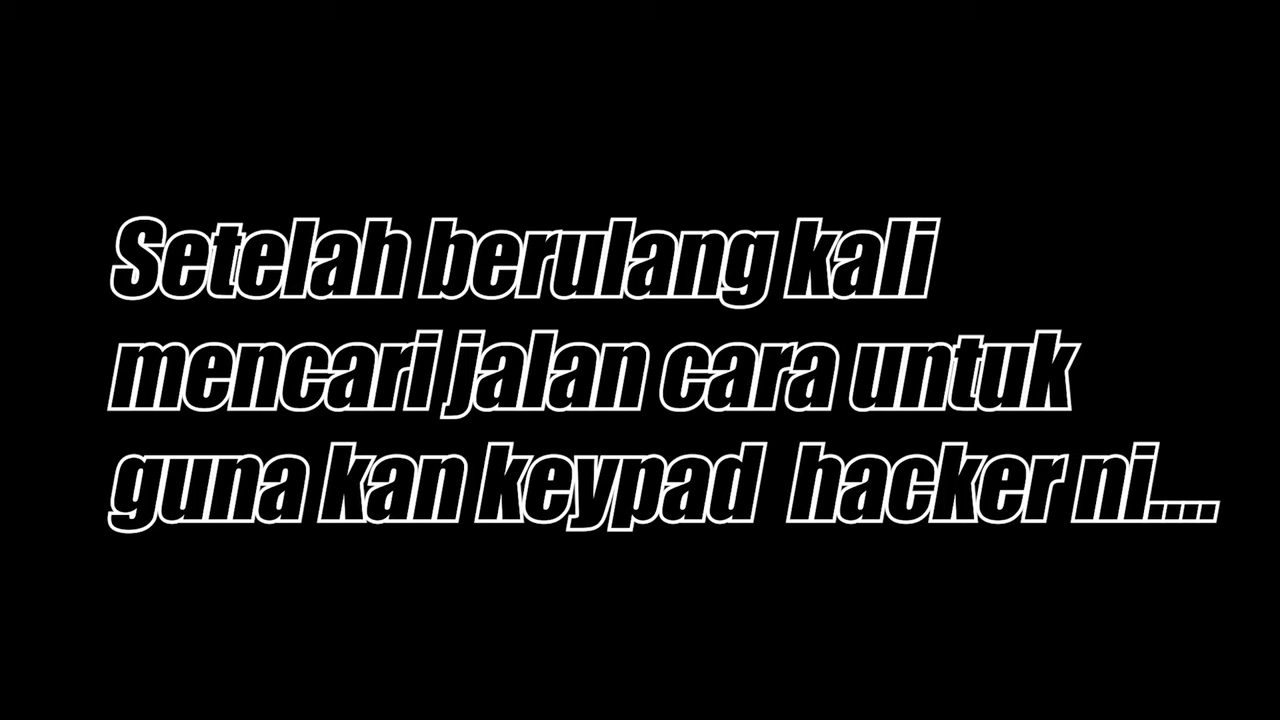 Setelah berulang kali
mencari jalan cara untuk
guna kan keypad  hacker ni....